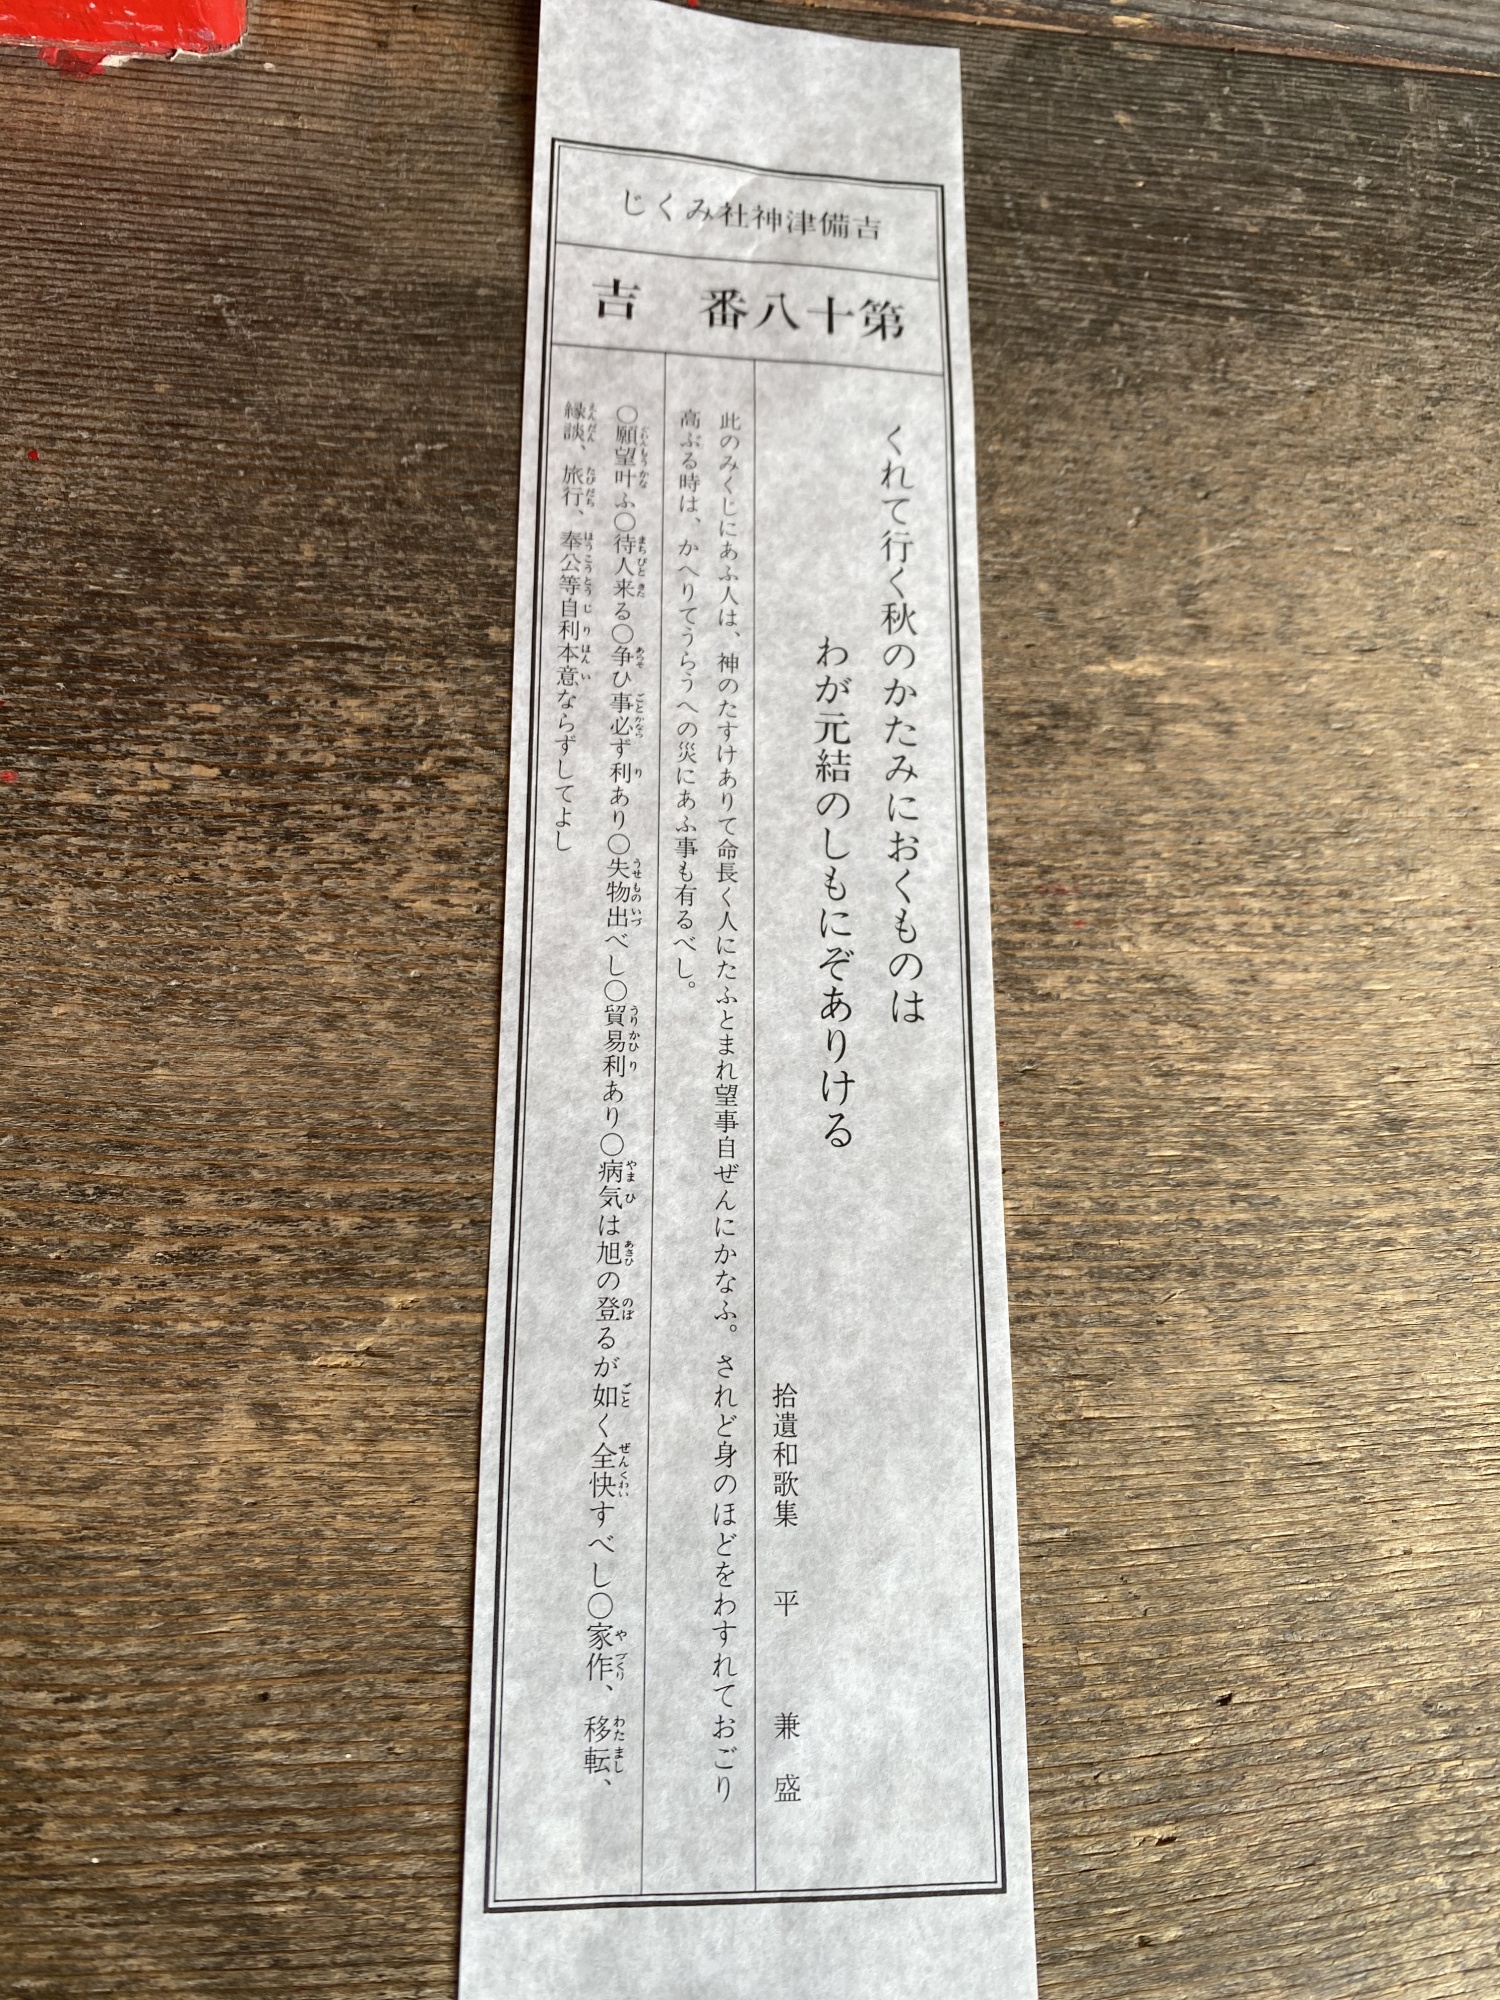 吉備津神社みくじ
第十八番　吉
くれて行く秋のかたみにおくものは
わが元結のしもにぞありける
拾遺和歌集　平　兼盛
此のみくじにあふ人は、神のたすけありて命長く人にたふとまれ望事自ぜんにかなふ。されど身のほどをわすれておごり
高ぶる時は、かへりてうらうへの災にあふ事も有るべし。
〇願望叶ふ〇待人来る〇争ひ事必ず利あり〇失物出べし〇貿易利あり〇病気は旭の登るが如く全快すべし〇家作、移転、
縁談、旅行、奉公等自利本意ならずしてよし